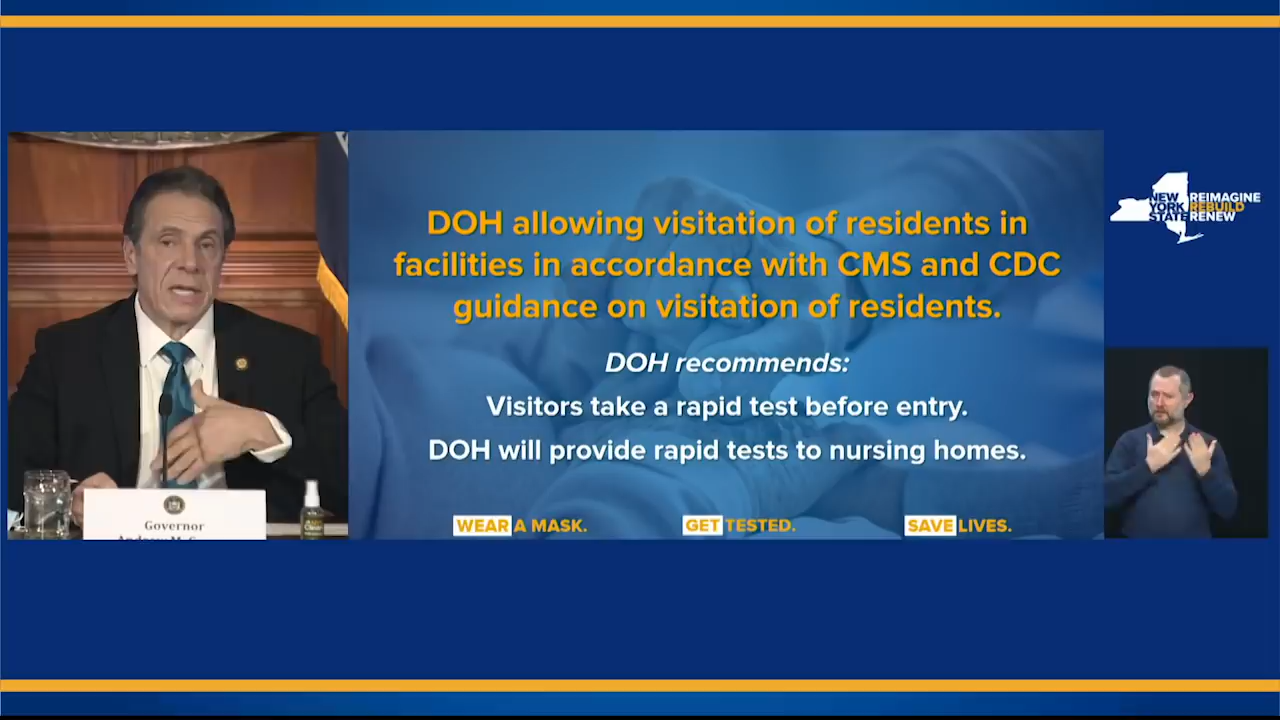 DOH allowing visitation of residents in
facilities in accordance with CMS and CDC
guidance on visitation of residents.
DOH recommends:
Visitors take a rapid test before entry.
DOH will provide rapid tests to nursing homes.
WEAR A MASK. GET TESTED. SAVE LIVES.
NEW
YORK
STATE
REIMAGINE
REBUILD
RENEW
Governor